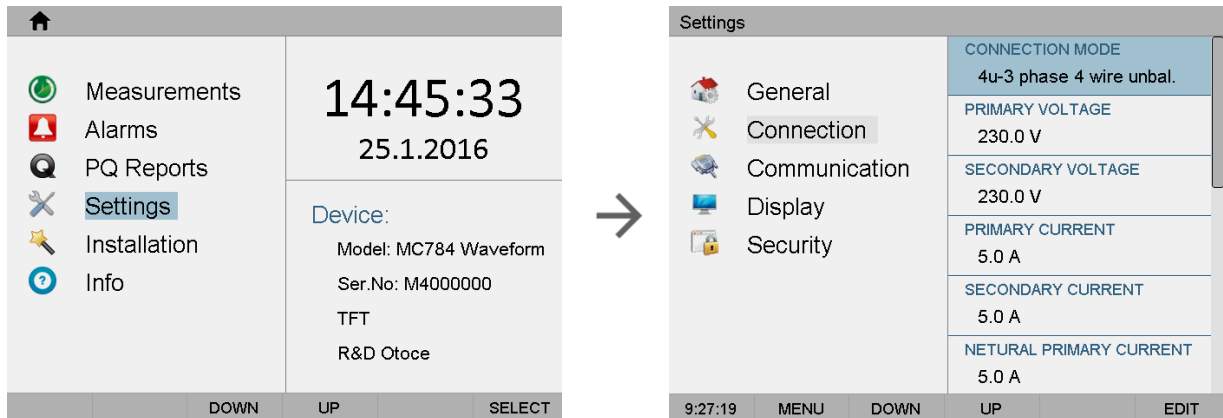 Measurements
Alarms
PQ Reports
Settings
Installation
Info
14:45:33
25.1.2016
Device:
Model: MC784 Waveform
Ser.No: M4000000
TFT
R&D Otoce
DOWN UP SELECT
Settings
General
Connection
Communication
Display
Security
CONNECTION MODE
4u-3 phase 4 wire unbal.
PRIMARY VOLTAGE
230.0 V
SECONDARY VOLTAGE
230.0 V
PRIMARY CURRENT
5.0 A
SECONDARY CURRENT
5.0 A
NETURAL PRIMARY CURRENT
5.0 A
9:27:19 MENU DOWN UP EDIT